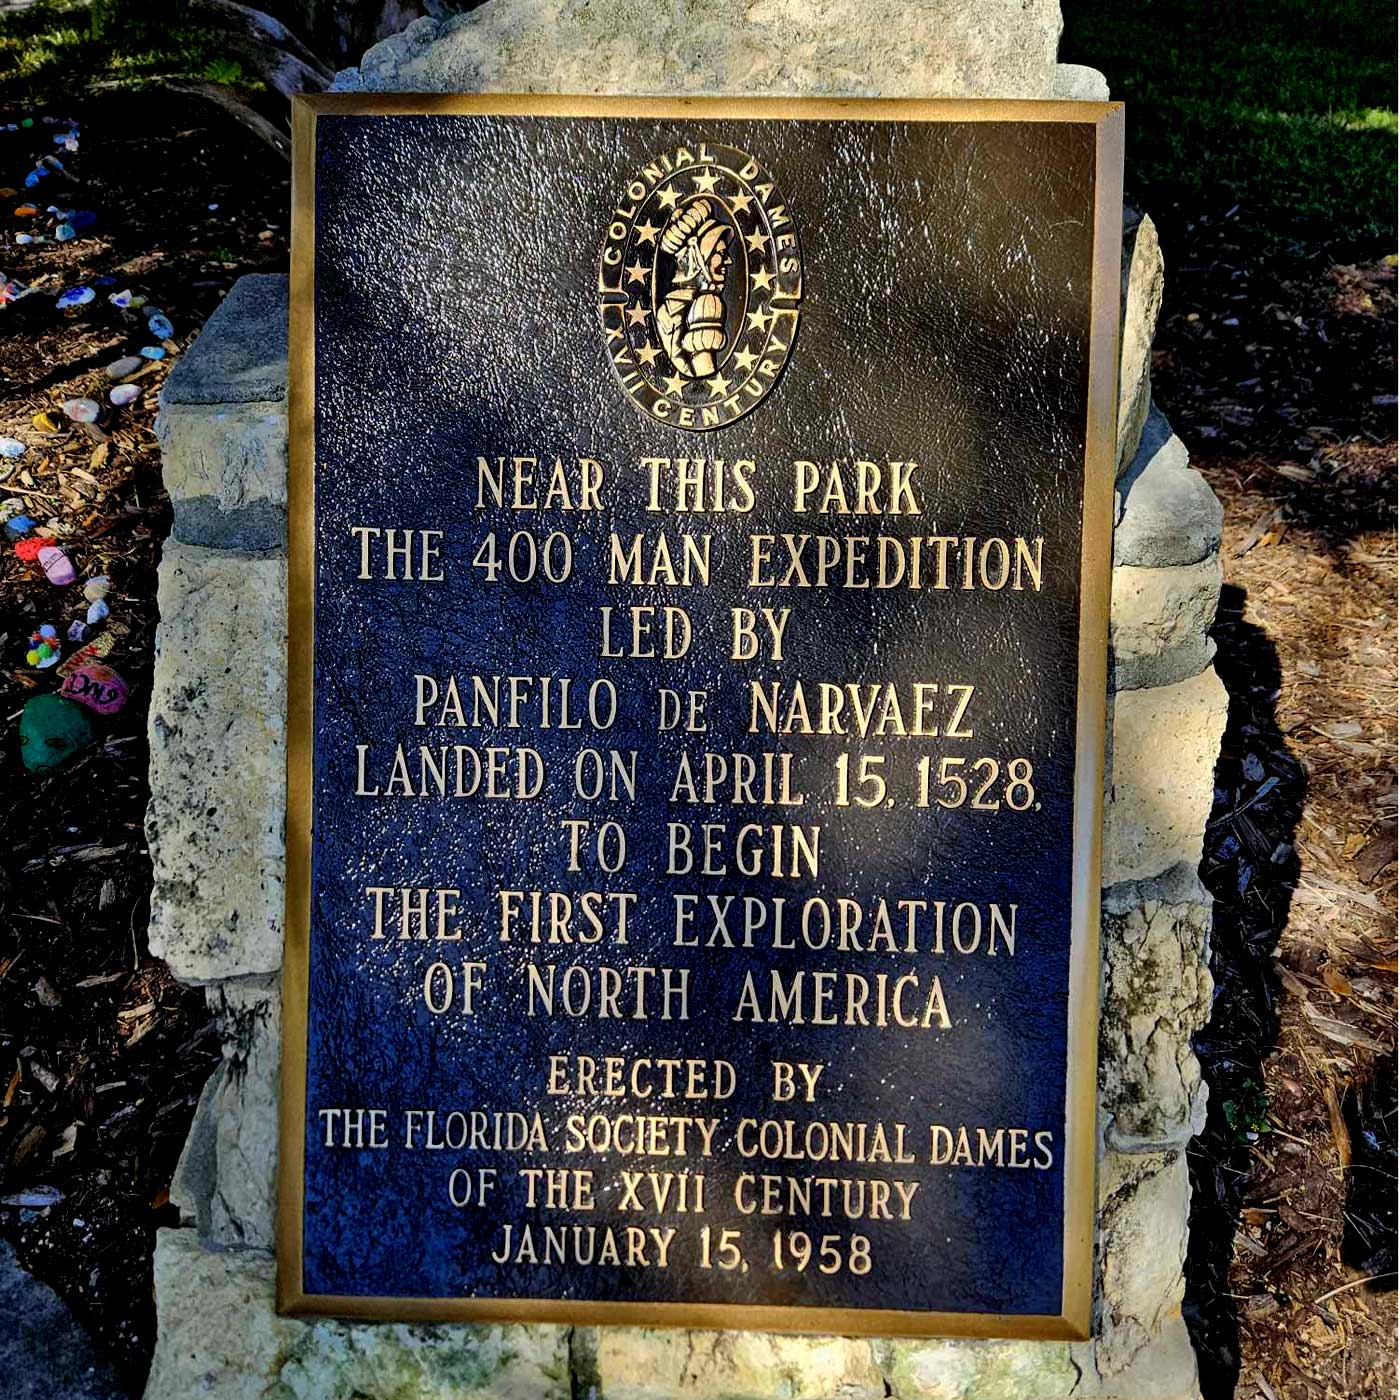 COLONIAL DAMES
XVII CENTURY
NEAR THIS PARK
THE 400 MAN EXPEDITION
LED BY
PANFILO DE NARVAEZ
LANDED ON APRIL 15, 1528,
TO BEGIN
THE FIRST EXPLORATION
OF NORTH AMERICA
ERECTED BY
THE FLORIDA SOCIETY COLONIAL DAMES
OF THE XVII CENTURY
JANUARY 15, 1958